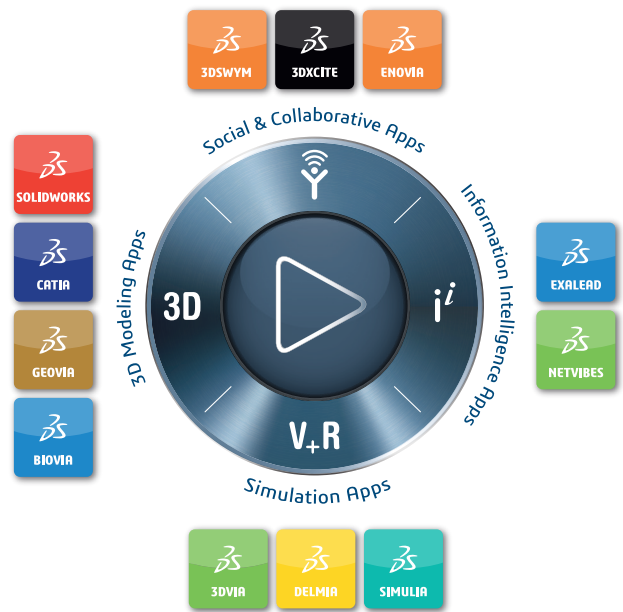 3DSWYM
3DXCITE
ENOVIA
Social & Collaborative Apps
SOLIDWORKS
CATIA
GEOVIA
BIOVIA
3D Modeling Apps
3D
i i
Information Intelligence Apps
EXALEAD
NETVIBES
V+R
Simulation Apps
3DVIA
DELMIA
SIMULIA